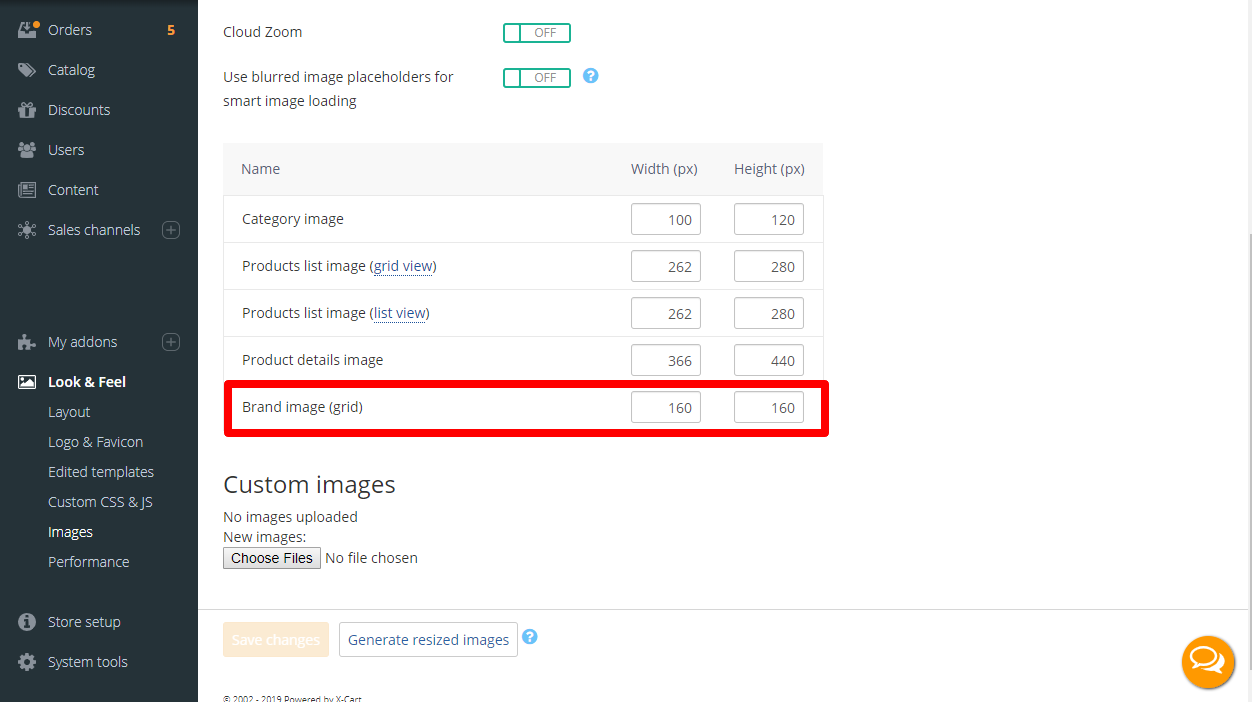 Orders 5
Catalog
Discounts
Users
Content
Sales channels
My addons
Look & Feel
Layout
Logo & Favicon
Edited templates
Custom CSS & JS
Images
Performance
Store setup
System tools
Cloud Zoom OFF
Use blurred image placeholders for OFF ?
smart image loading
Name Width (px) Height (px)
Category image 100 120
Products list image (grid view) 262 280
Products list image (list view) 262 280
Product details image 366 440
Brand image (grid) 160 160
Custom images
No images uploaded
New images:
Choose Files No file chosen
Save changes Generate resized images ?
© 2002 - 2019 Powered by X-Cart